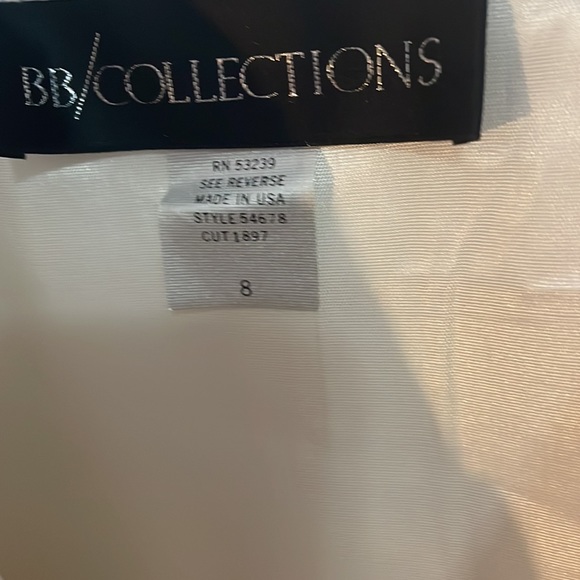 BB/COLLECTIONS
RN 53239
SEE REVERSE
MADE IN USA
STYLE 54678
CUT 1897
8